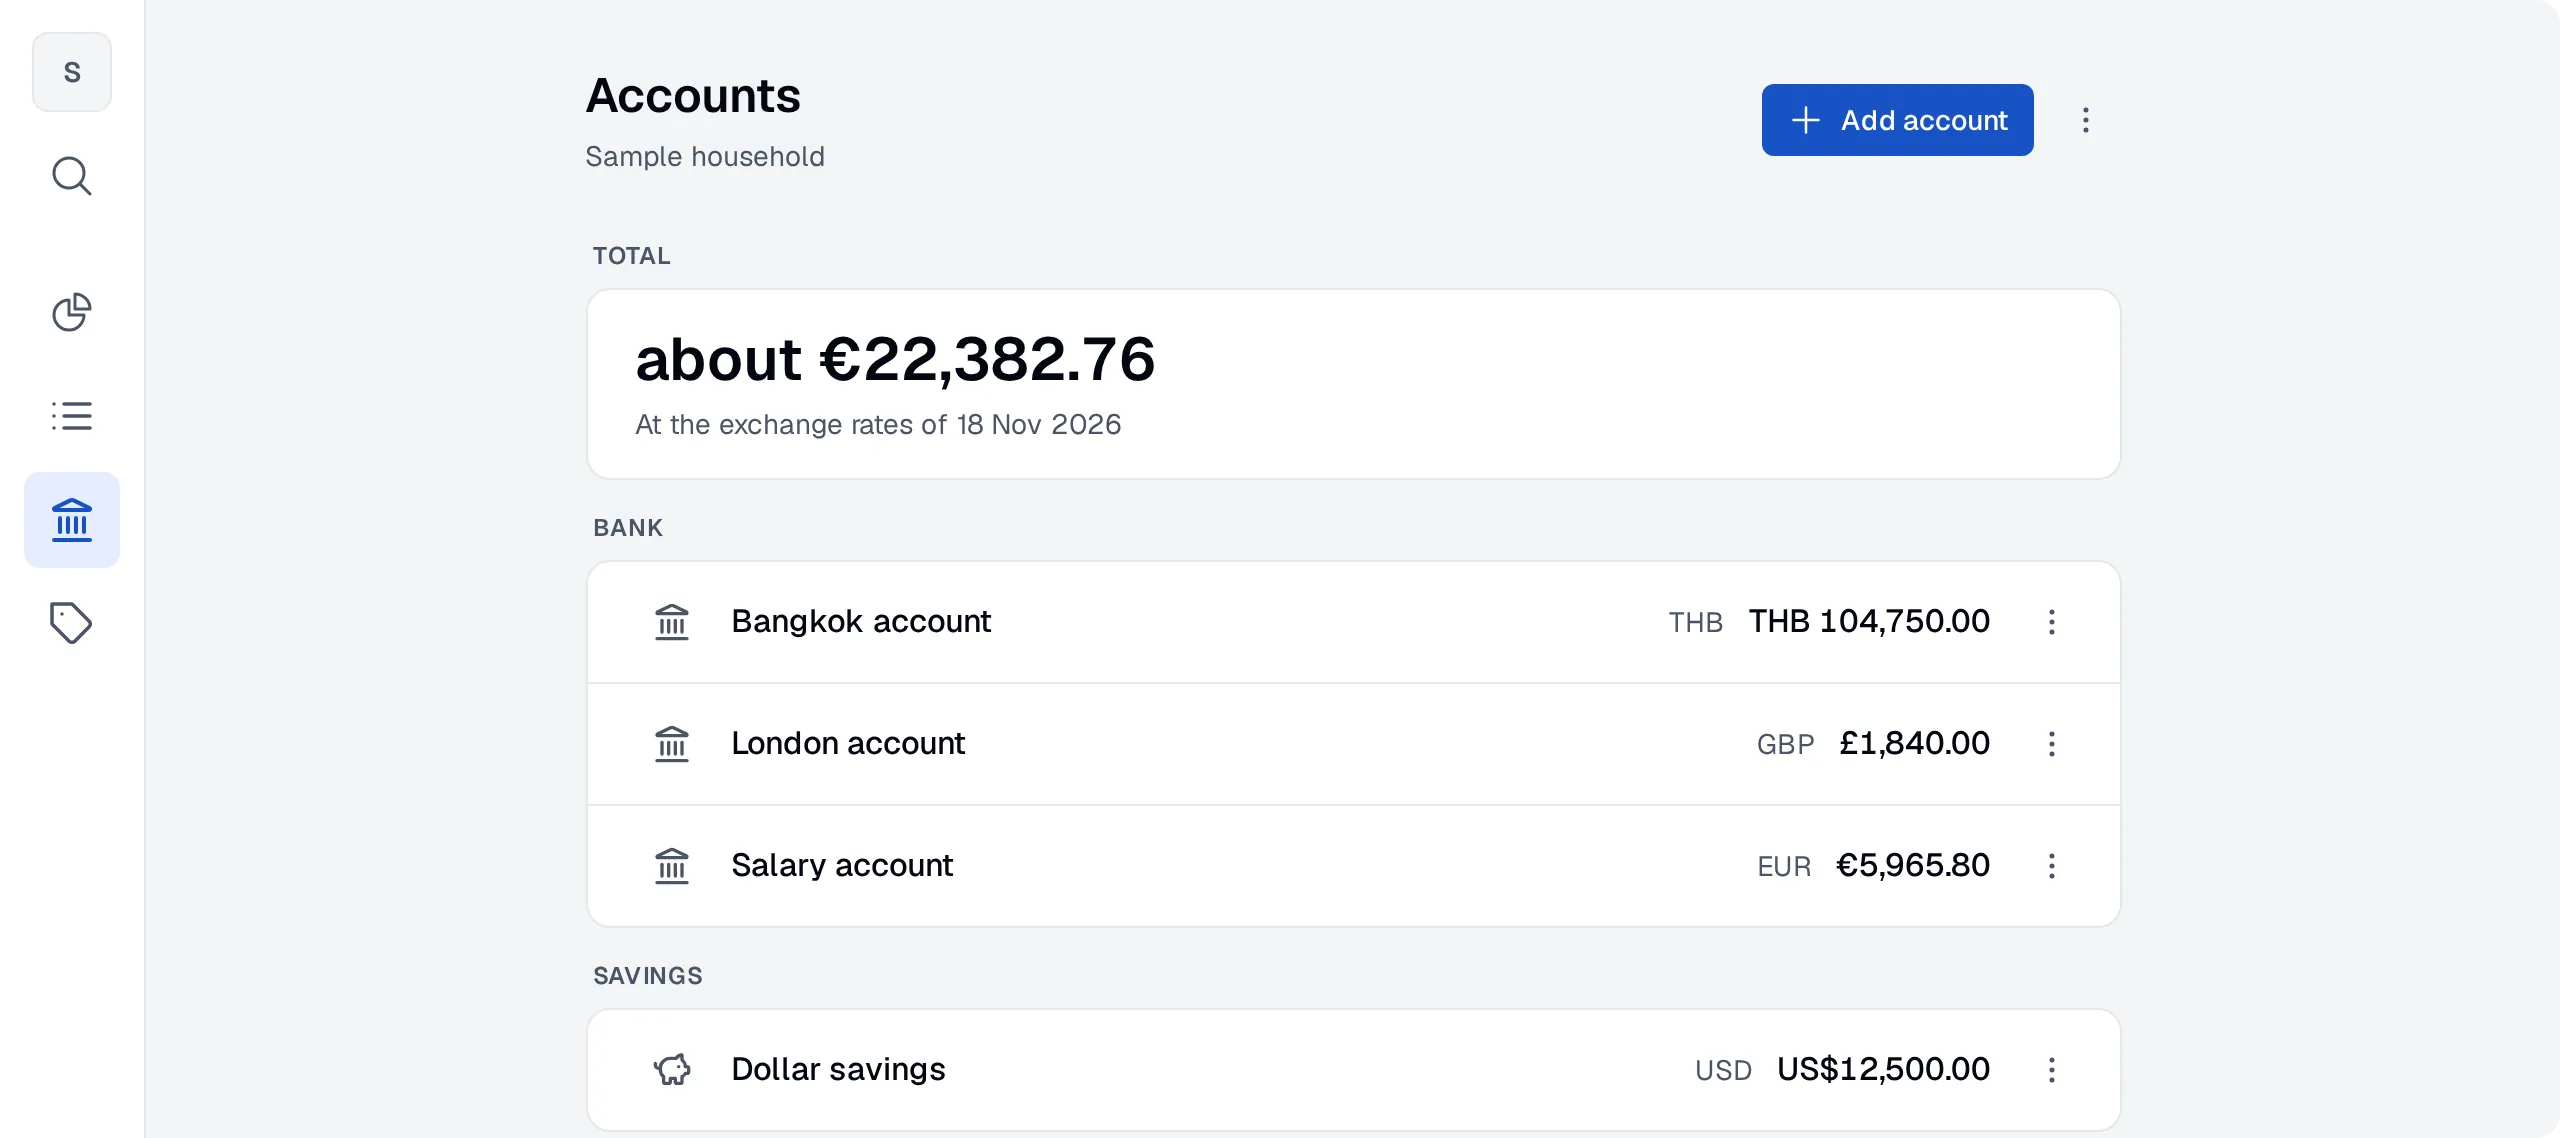 S
Accounts
Sample household
Add account
TOTAL
about €22,382.76
At the exchange rates of 18 Nov 2026
BANK
Bangkok account THB THB 104,750.00
London account GBP £1,840.00
Salary account EUR €5,965.80
SAVINGS
Dollar savings USD US$12,500.00